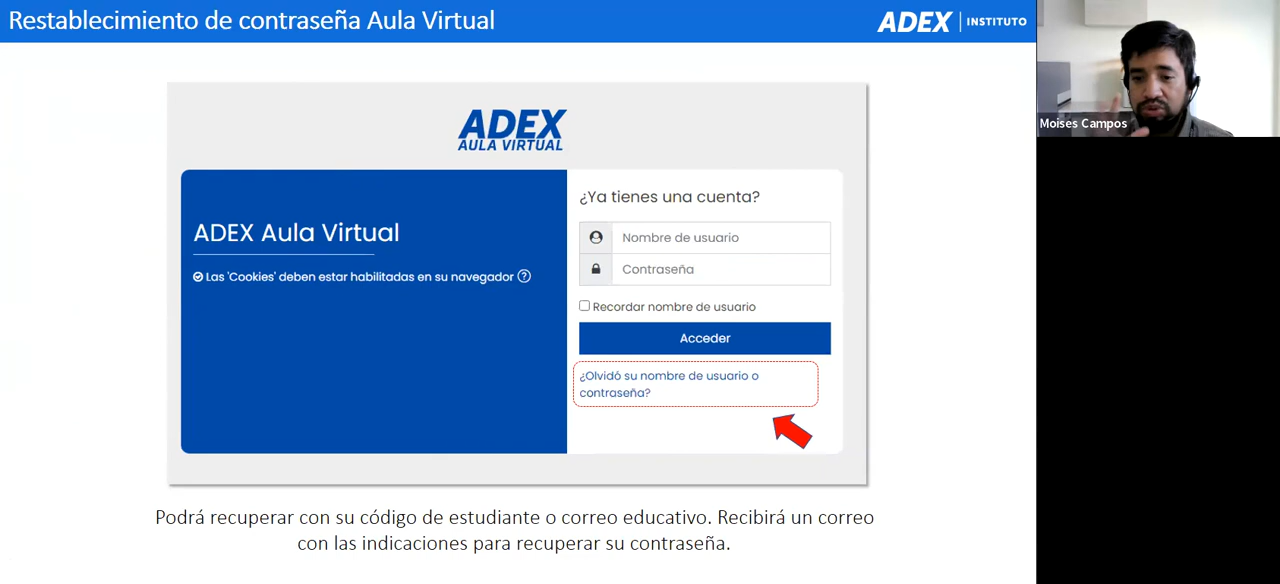 Restablecimiento de contraseña Aula Virtual
ADEX | INSTITUTO
Moises Campos
ADEX
AULA VIRTUAL
ADEX Aula Virtual
Las 'Cookies' deben estar habilitadas en su navegador
¿Ya tienes una cuenta?
Nombre de usuario
Contraseña
Recordar nombre de usuario
Acceder
¿Olvidó su nombre de usuario o
contraseña?
Podrá recuperar con su código de estudiante o correo educativo. Recibirá un correo
con las indicaciones para recuperar su contraseña.